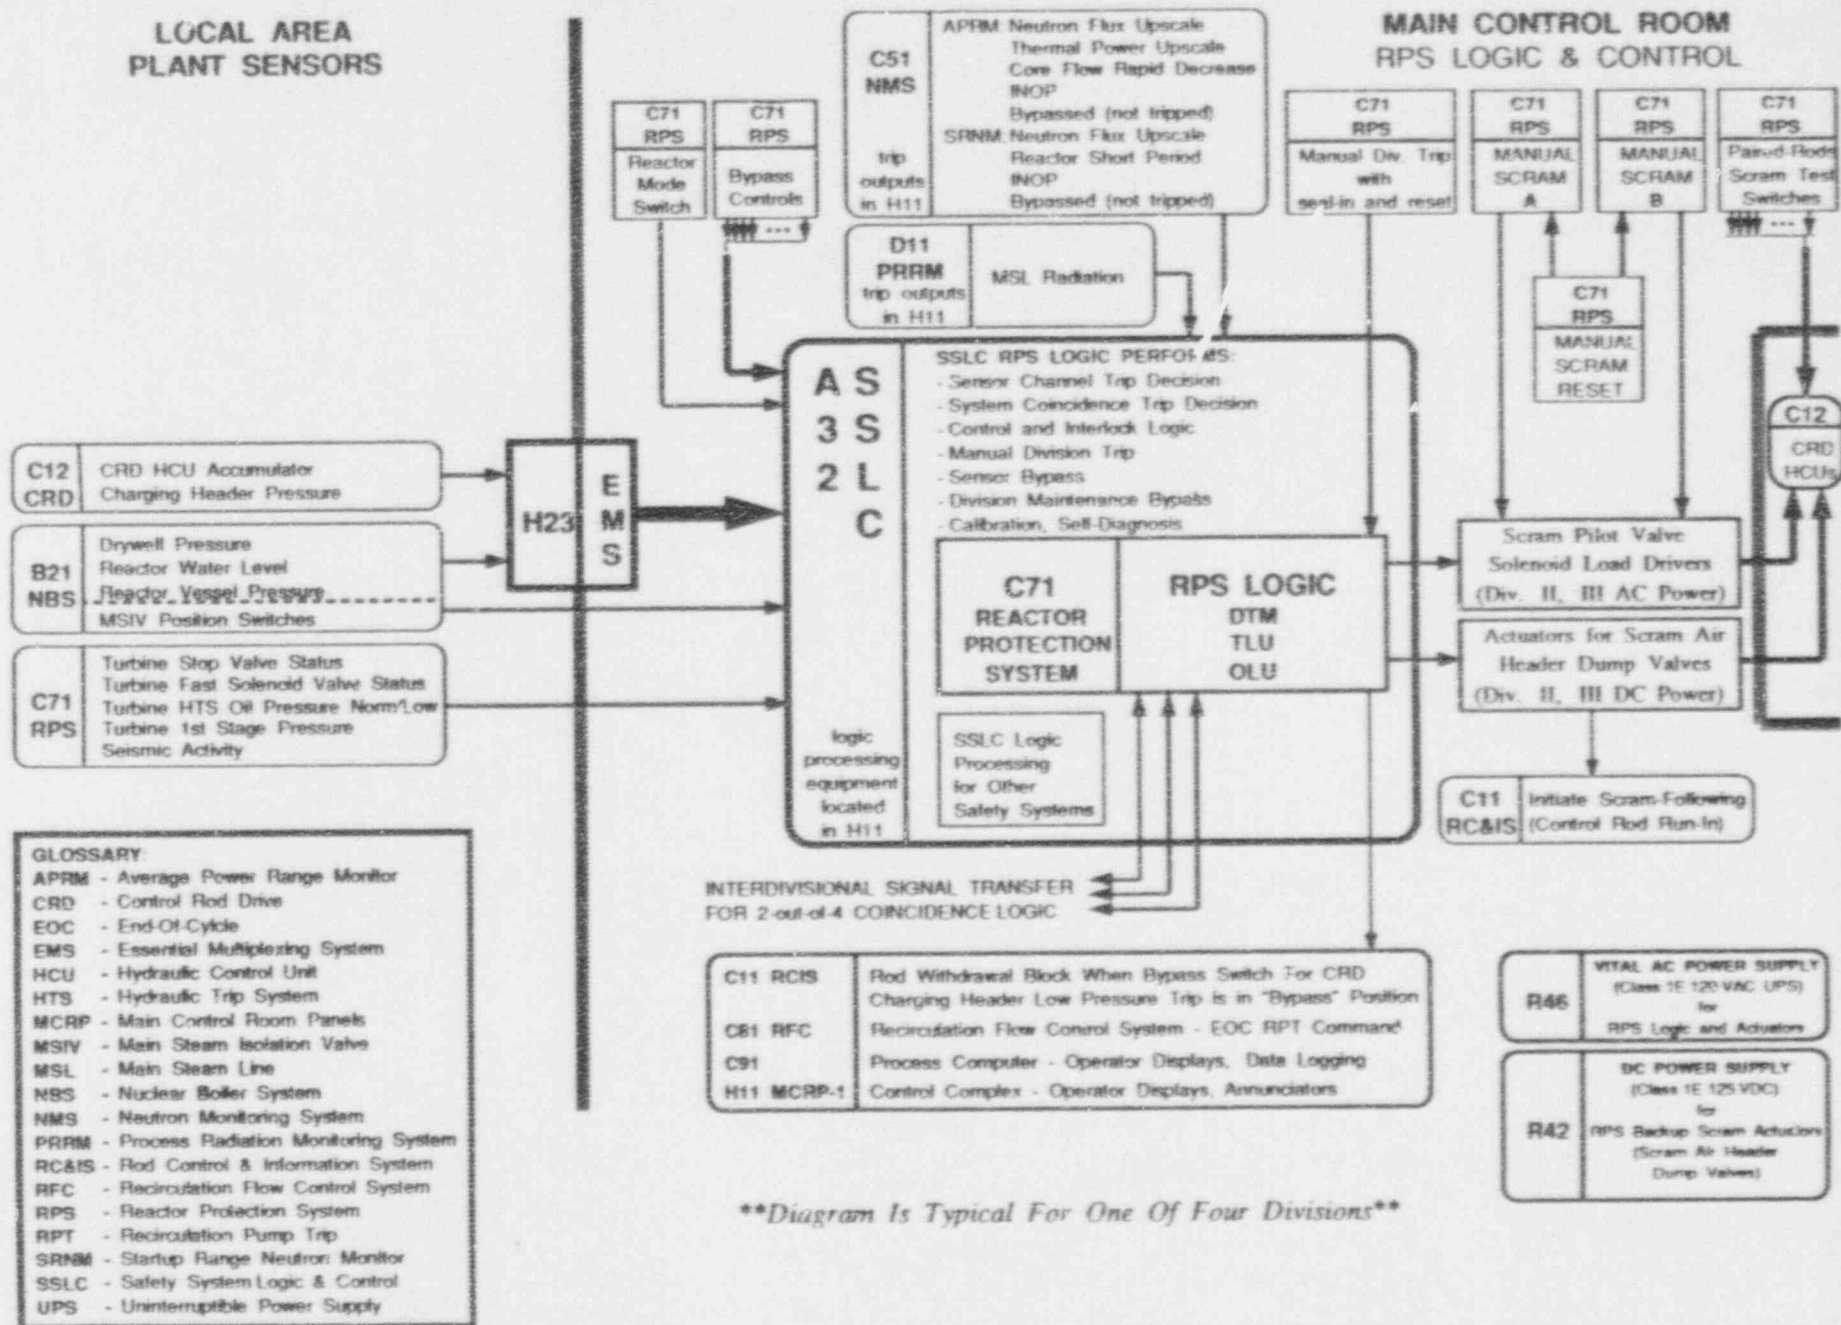 LOCAL AREA
PLANT SENSORS
MAIN CONTROL ROOM
RPS LOGIC & CONTROL
C71
RPS
Reactor
Mode
Switch
C71
RPS
Bypass
Controls
...
C51
NMS
trip
outputs
in H11
APRM: Neutron Flux Upscale
Thermal Power Upscale
Core Flow Rapid Decrease
INOP
Bypassed (not tripped)
SRNM: Neutron Flux Upscale
Reactor Short Period
INOP
Bypassed (not tripped)
C71
RPS
Manual Div. Trip
with
seal-in and reset
C71
RPS
MANUAL
SCRAM
A
C71
RPS
MANUAL
SCRAM
B
C71
RPS
Paired-Rods
Scram Test
Switches
...
D11
PRRM
trip outputs
in H11
MSL Radiation
C71
RPS
MANUAL
SCRAM
RESET
C12
CRD
HCUs
C12
CRD
CRD HCU Accumulator
Charging Header Pressure
B21
NBS
Drywell Pressure
Reactor Water Level
Reactor Vessel Pressure
MSIV Position Switches
C71
RPS
Turbine Stop Valve Status
Turbine Fast Solenoid Valve Status
Turbine HTS Oil Pressure Norm/Low
Turbine 1st Stage Pressure
Seismic Activity
H23
E
M
S
A S
3 S
2 L
C
logic
processing
equipment
located
in H11
SSLC RPS LOGIC PERFORMS:
- Sensor Channel Trip Decision
- System Coincidence Trip Decision
- Control and Interlock Logic
- Manual Division Trip
- Sensor Bypass
- Division Maintenance Bypass
- Calibration, Self-Diagnosis
C71
REACTOR
PROTECTION
SYSTEM
RPS LOGIC
DTM
TLU
OLU
SSLC Logic
Processing
for Other
Safety Systems
Scram Pilot Valve
Solenoid Load Drivers
(Div. II, III AC Power)
Actuators for Scram Air
Header Dump Valves
(Div. II, III DC Power)
C11
RC&IS
Initiate Scram-Following
(Control Rod Run-In)
INTERDIVISIONAL SIGNAL TRANSFER
FOR 2-out-of-4 COINCIDENCE LOGIC
C11 RCIS Rod Withdrawal Block When Bypass Switch For CRD
Charging Header Low Pressure Trip is in "Bypass" Position
C81 RFC Recirculation Flow Control System - EOC RPT Command
C91 Process Computer - Operator Displays, Data Logging
H11 MCRP-1 Control Complex - Operator Displays, Annunciators
R46
VITAL AC POWER SUPPLY
(Class 1E 120 VAC UPS)
for
RPS Logic and Actuators
R42
DC POWER SUPPLY
(Class 1E 125 VDC)
for
RPS Backup Scram Actuators
(Scram Air Header
Dump Valves)
GLOSSARY:
APRM - Average Power Range Monitor
CRD - Control Rod Drive
EOC - End-Of-Cylcle
EMS - Essential Multiplexing System
HCU - Hydraulic Control Unit
HTS - Hydraulic Trip System
MCRP - Main Control Room Panels
MSIV - Main Steam Isolation Valve
MSL - Main Steam Line
NBS - Nuclear Boiler System
NMS - Neutron Monitoring System
PRRM - Process Radiation Monitoring System
RC&IS - Rod Control & Information System
RFC - Recirculation Flow Control System
RPS - Reactor Protection System
RPT - Recirculation Pump Trip
SRNM - Startup Range Neutron Monitor
SSLC - Safety System Logic & Control
UPS - Uninterruptible Power Supply
**Diagram Is Typical For One Of Four Divisions**